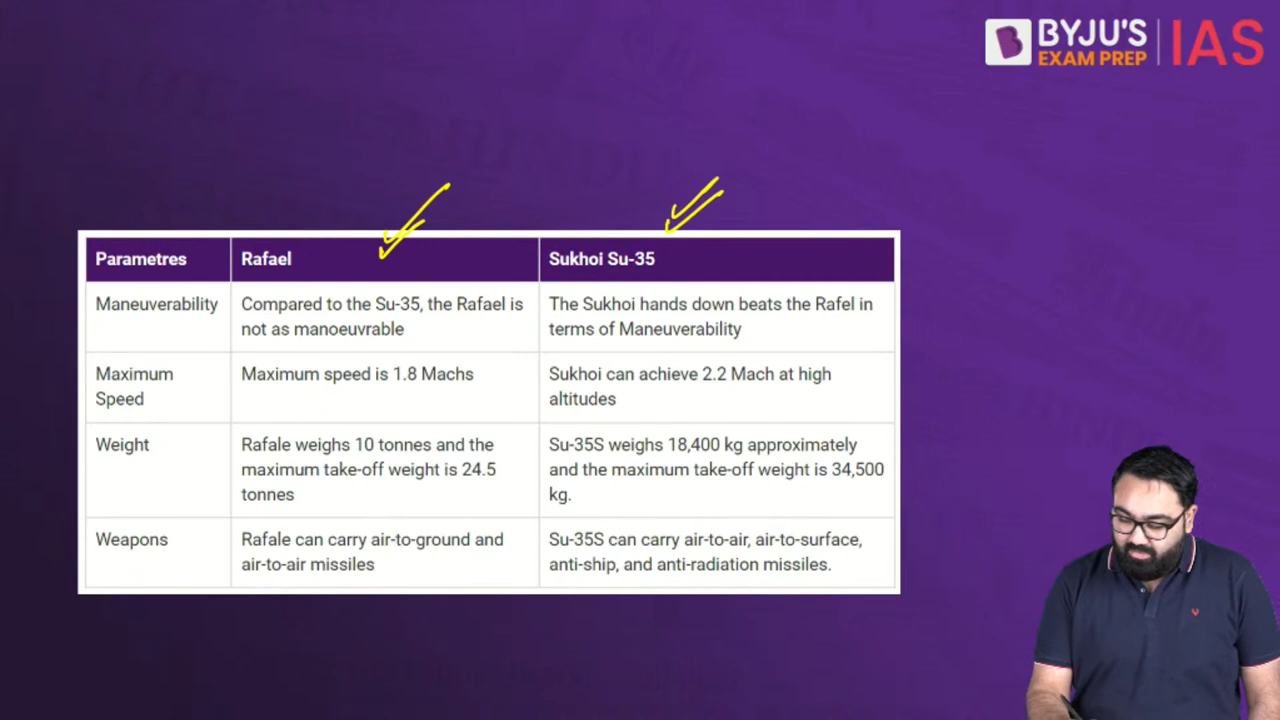 BYJU'S
EXAM PREP
IAS
Parametres
Rafael
Sukhoi Su-35
Maneuverability
Compared to the Su-35, the Rafael is
not as manoeuvrable
The Sukhoi hands down beats the Rafel in
terms of Maneuverability
Maximum
Speed
Maximum speed is 1.8 Machs
Sukhoi can achieve 2.2 Mach at high
altitudes
Weight
Rafale weighs 10 tonnes and the
maximum take-off weight is 24.5
tonnes
Su-35S weighs 18,400 kg approximately
and the maximum take-off weight is 34,500
kg.
Weapons
Rafale can carry air-to-ground and
air-to-air missiles
Su-35S can carry air-to-air, air-to-surface,
anti-ship, and anti-radiation missiles.